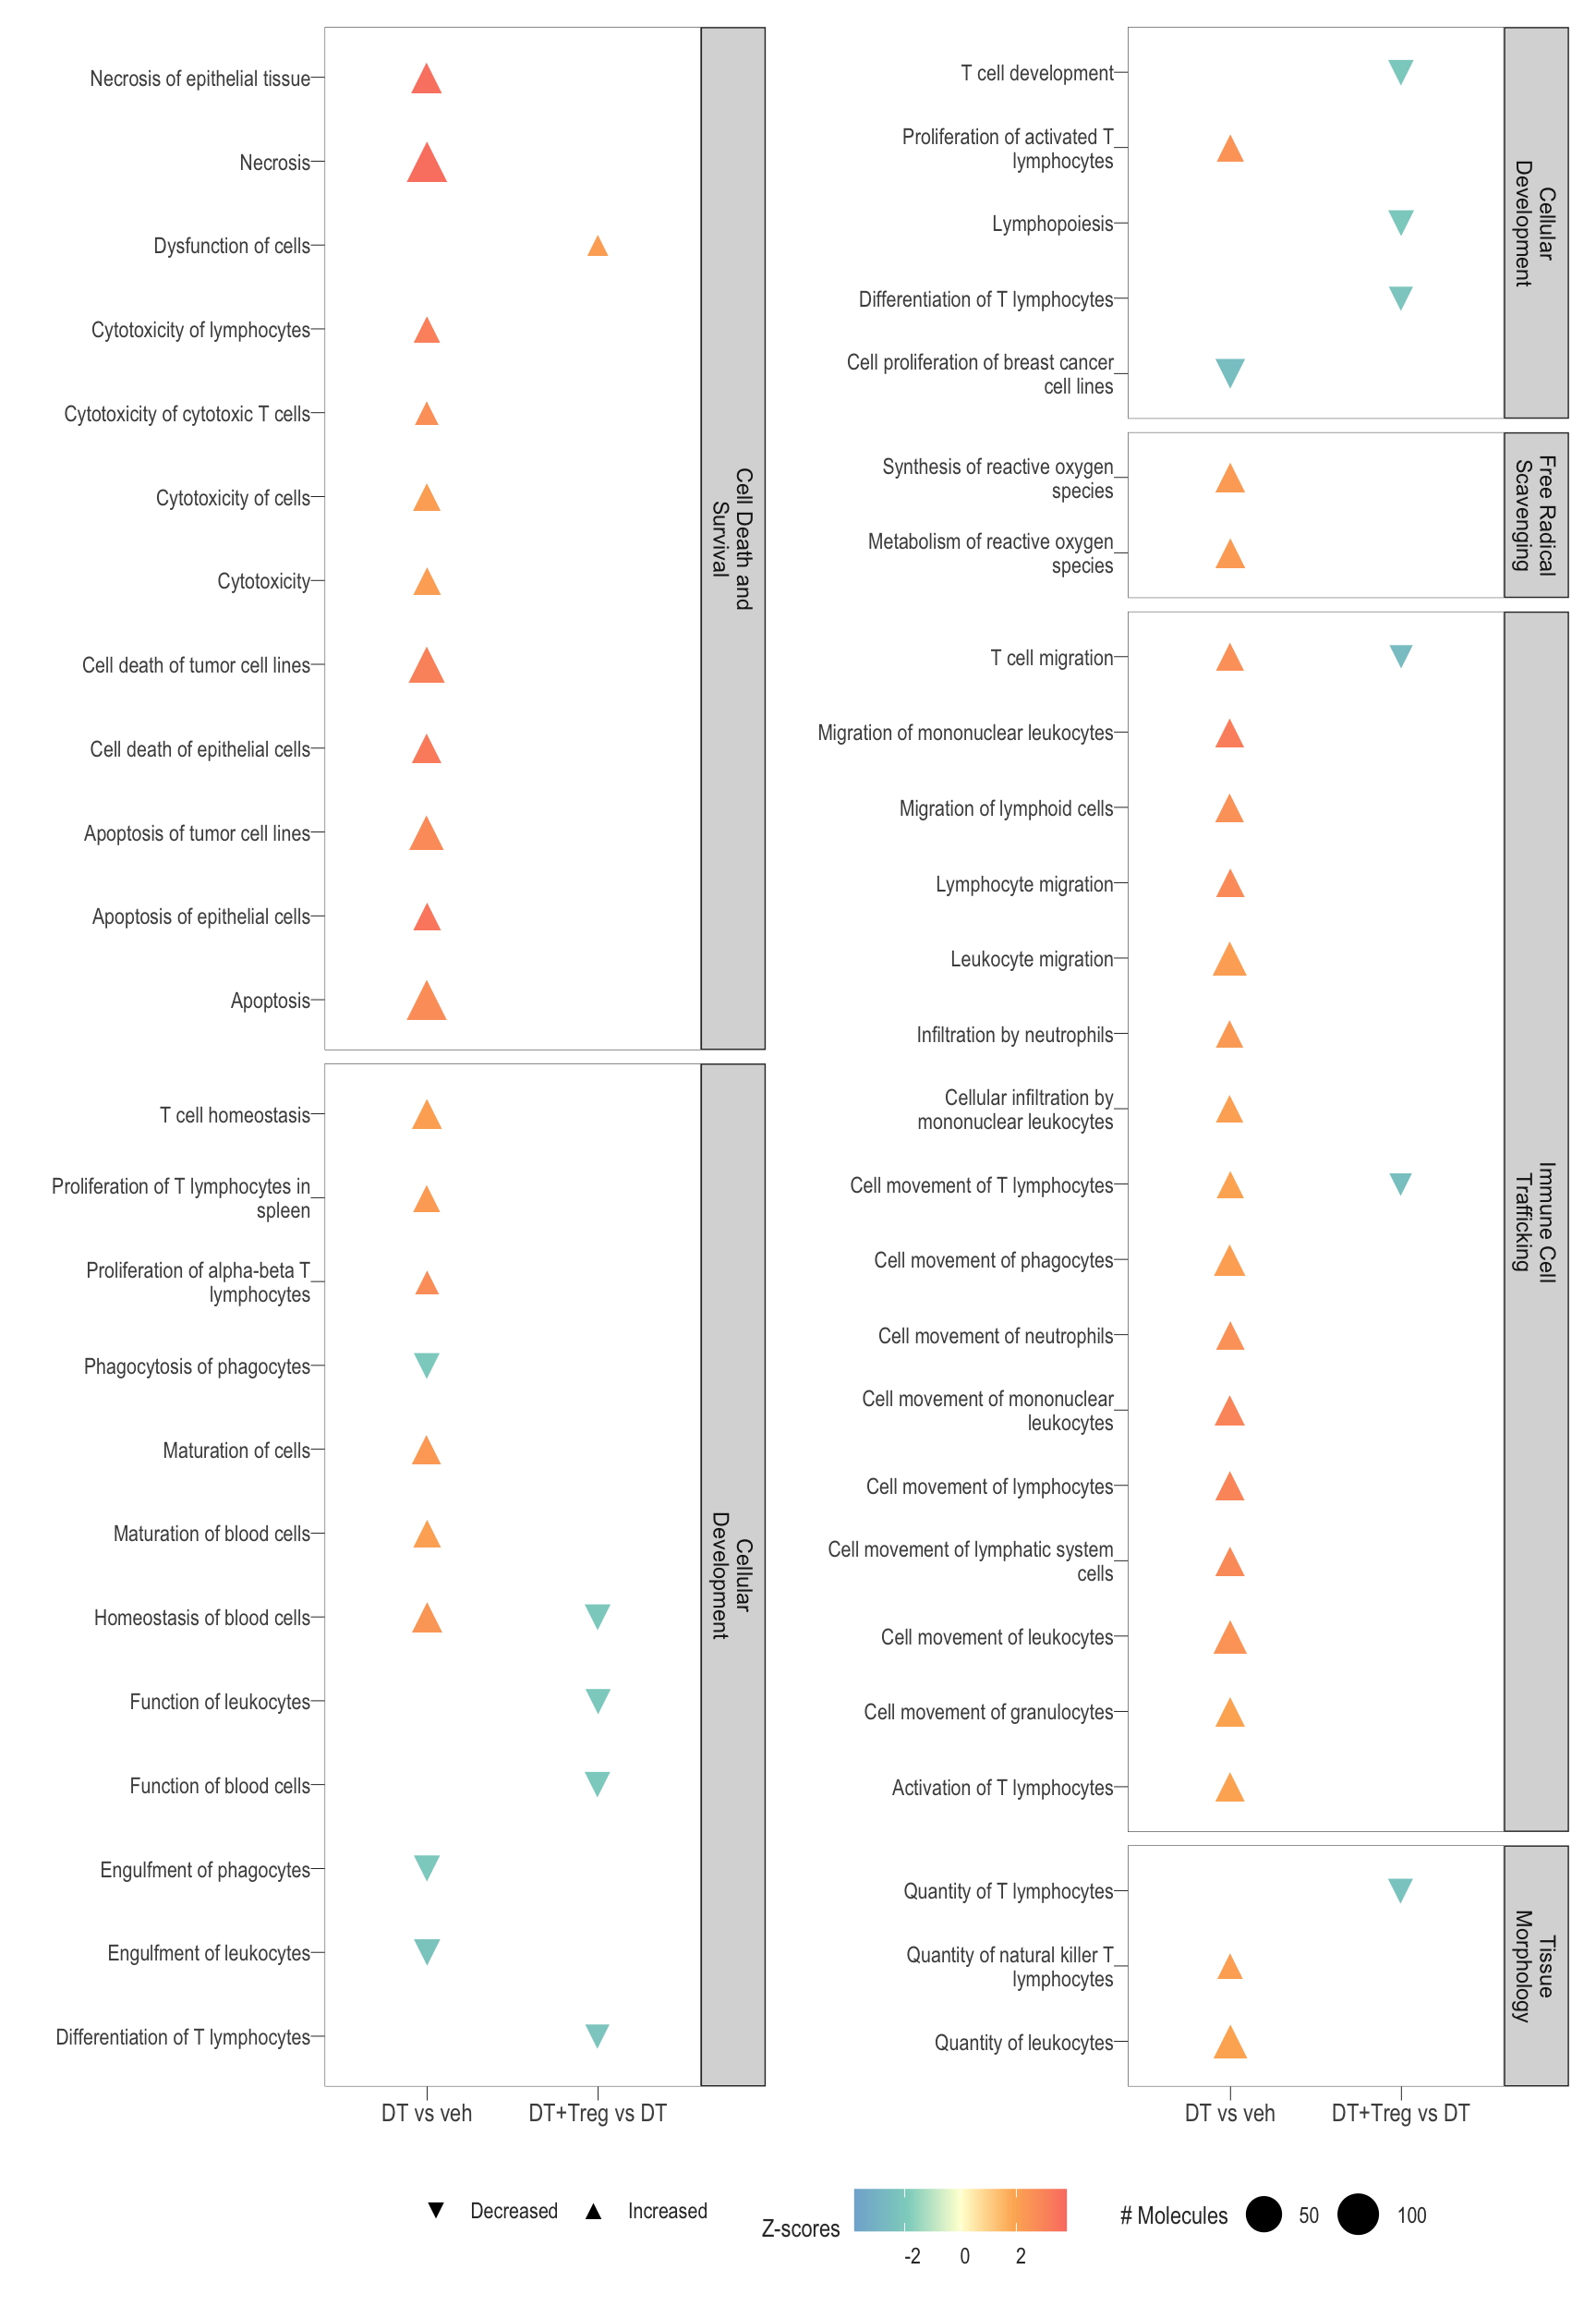 Necrosis of epithelial tissue
Necrosis
Dysfunction of cells
Cytotoxicity of lymphocytes
Cytotoxicity of cytotoxic T cells
Cytotoxicity of cells
Cytotoxicity
Cell death of tumor cell lines
Cell death of epithelial cells
Apoptosis of tumor cell lines
Apoptosis of epithelial cells
Apoptosis
Cell Death and
Survival
T cell homeostasis
Proliferation of T lymphocytes in
spleen
Proliferation of alpha-beta T
lymphocytes
Phagocytosis of phagocytes
Maturation of cells
Maturation of blood cells
Homeostasis of blood cells
Function of leukocytes
Function of blood cells
Engulfment of phagocytes
Engulfment of leukocytes
Differentiation of T lymphocytes
Cellular
Development
DT vs veh
DT+Treg vs DT
T cell development
Proliferation of activated T
lymphocytes
Lymphopoiesis
Differentiation of T lymphocytes
Cell proliferation of breast cancer
cell lines
Cellular
Development
Synthesis of reactive oxygen
species
Metabolism of reactive oxygen
species
Free Radical
Scavenging
T cell migration
Migration of mononuclear leukocytes
Migration of lymphoid cells
Lymphocyte migration
Leukocyte migration
Infiltration by neutrophils
Cellular infiltration by
mononuclear leukocytes
Cell movement of T lymphocytes
Cell movement of phagocytes
Cell movement of neutrophils
Cell movement of mononuclear
leukocytes
Cell movement of lymphocytes
Cell movement of lymphatic system
cells
Cell movement of leukocytes
Cell movement of granulocytes
Activation of T lymphocytes
Immune Cell
Trafficking
Quantity of T lymphocytes
Quantity of natural killer T
lymphocytes
Quantity of leukocytes
Tissue
Morphology
DT vs veh
DT+Treg vs DT
Decreased
Increased
Z-scores
-2
0
2
# Molecules
50
100